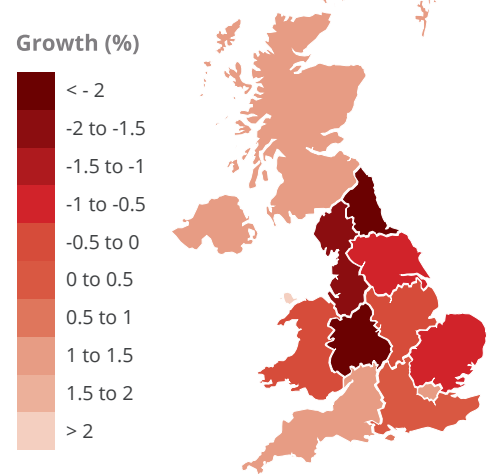 Growth (%)
< - 2
-2 to -1.5
-1.5 to -1
-1 to -0.5
-0.5 to 0
0 to 0.5
0.5 to 1
1 to 1.5
1.5 to 2
> 2